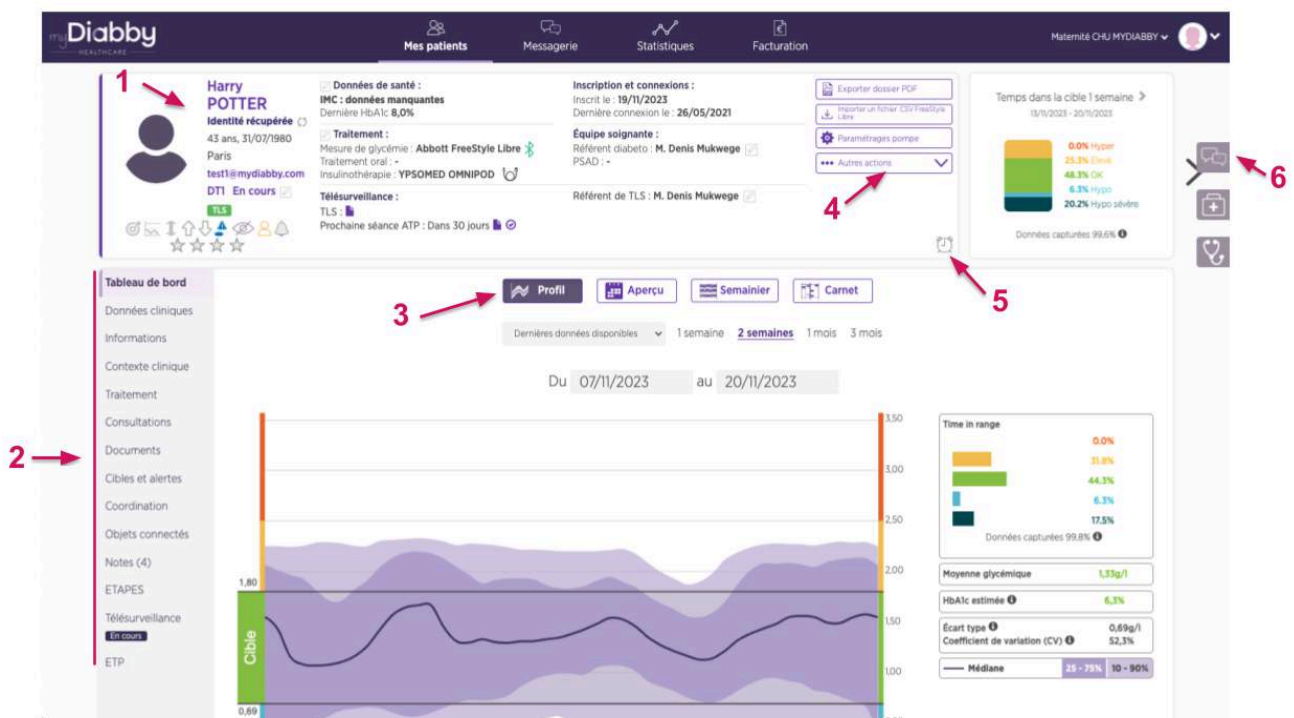 myDiabby
HEALTHCARE
Mes patients
Messagerie
Statistiques
Facturation
Maternité CHU MYDIABBY
1
Harry
POTTER
Identité récupérée
43 ans, 31/07/1980
Paris
test1@mydiabby.com
DT1 En cours
TLS
Données de santé :
IMC : données manquantes
Dernière HbA1c 8,0%
Traitement :
Mesure de glycémie : Abbott FreeStyle Libre
Traitement oral : -
Insulinothérapie : YPSOMED OMNIPOD
Télésurveillance :
TLS :
Prochaine séance ATP : Dans 30 jours
Inscription et connexions :
Inscrit le : 19/11/2023
Dernière connexion le : 26/05/2021
Équipe soignante :
Référent diabeto : M. Denis Mukwege
PSAD : -
Référent de TLS : M. Denis Mukwege
Exporter dossier PDF
Importer un fichier CSV FreeStyle
Libre
Paramétrages pompe
Autres actions
4
5
Temps dans la cible 1 semaine
13/11/2023 - 20/11/2023
0.0% Hyper
25.3% Élevé
48.3% OK
6.3% Hypo
20.2% Hypo sévère
Données capturées 99,6%
6
2
Tableau de bord
Données cliniques
Informations
Contexte clinique
Traitement
Consultations
Documents
Cibles et alertes
Coordination
Objets connectés
Notes (4)
ETAPES
Télésurveillance
En cours
ETP
3
Profil
Aperçu
Semainier
Carnet
Dernières données disponibles
1 semaine
2 semaines
1 mois
3 mois
Du 07/11/2023 au 20/11/2023
3,50
3,00
2,50
2,00
1,50
1,00
1,80
Cible
0,69
Time in range
0.0%
31.8%
44.3%
6.3%
17.5%
Données capturées 99,8%
Moyenne glycémique 1,33g/l
HbA1c estimée 6,3%
Écart type 0,69g/l
Coefficient de variation (CV) 52,3%
Médiane 25 - 75% 10 - 90%